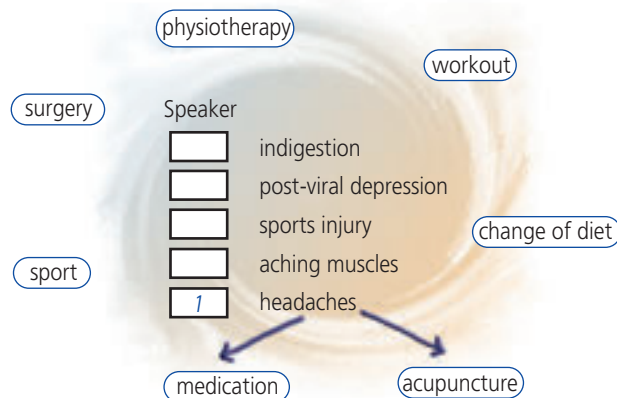 physiotherapy
workout
surgery
Speaker
indigestion
post-viral depression
sports injury
change of diet
aching muscles
sport
1 headaches
medication
acupuncture